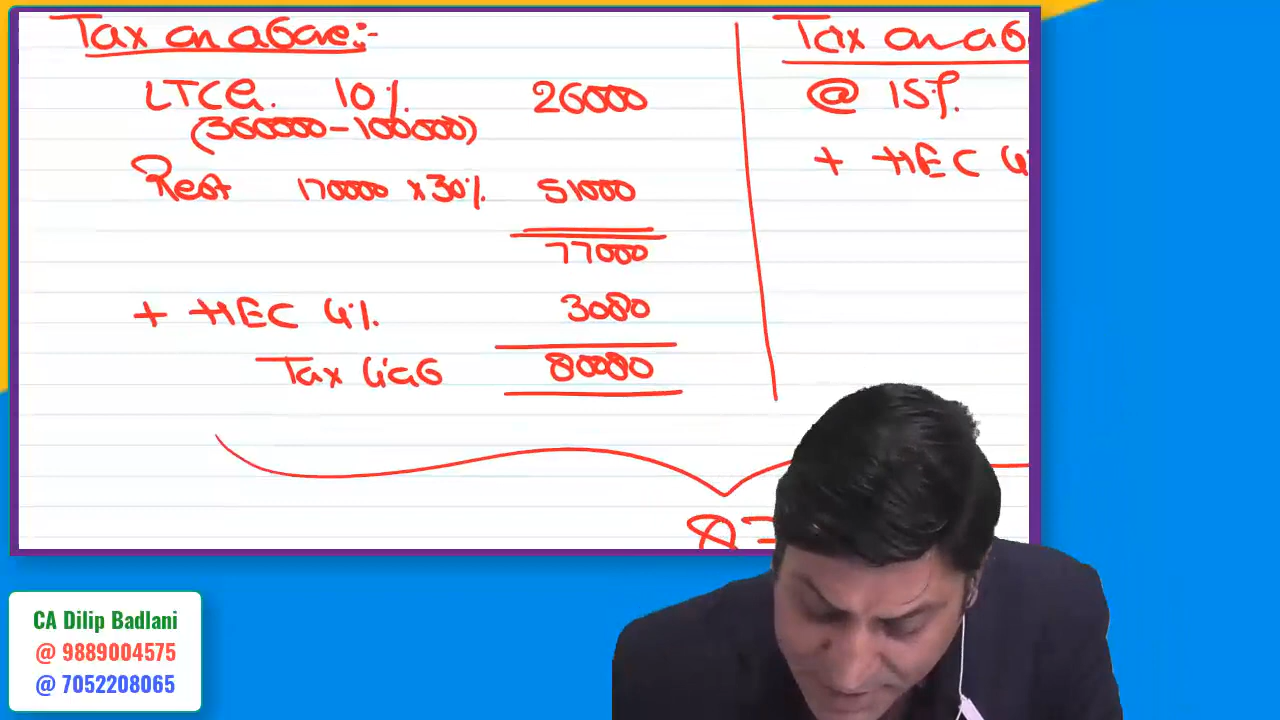 Tax on above:-
LTCG. 10% 26000
(360000-100000)
Rest 170000 x30% 51000
77000
+ HEC 4% 3080
Tax liab 80080
Tax on ab
@ 15%.
+ HEC 4%
CA Dilip Badlani
@ 9889004575
@ 7052208065